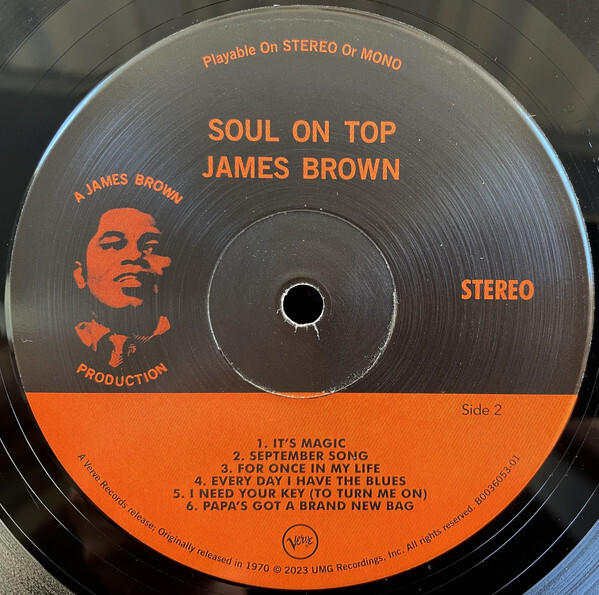 Playable On STEREO Or MONO
SOUL ON TOP
JAMES BROWN
A JAMES BROWN
PRODUCTION
STEREO
Side 2
1. IT'S MAGIC
2. SEPTEMBER SONG
3. FOR ONCE IN MY LIFE
4. EVERY DAY I HAVE THE BLUES
5. I NEED YOUR KEY (TO TURN ME ON)
6. PAPA'S GOT A BRAND NEW BAG
Verve
A Verve Records release; Originally released in 1970 © 2023 UMG Recordings, Inc. All rights reserved. B0036053-01